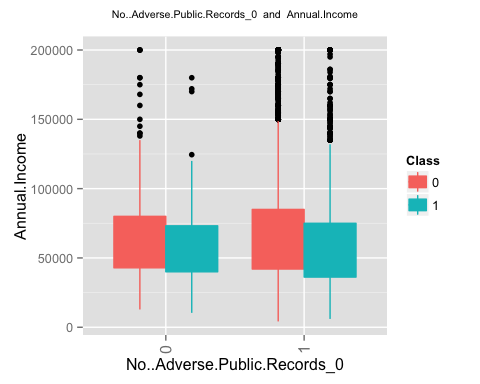 No..Adverse.Public.Records_0 and Annual.Income
200000
150000
100000
50000
0
Annual.Income
0
1
No..Adverse.Public.Records_0
Class
0
1